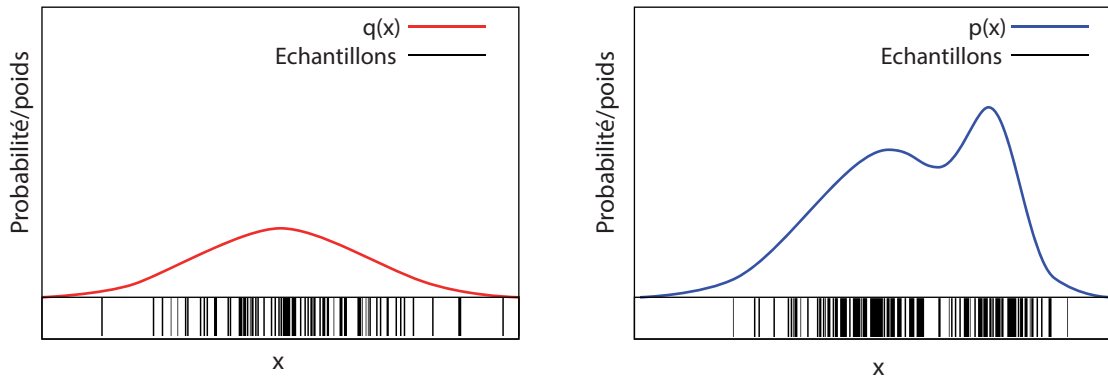 Probabilité/poids
q(x)
Echantillons
x
Probabilité/poids
p(x)
Echantillons
x